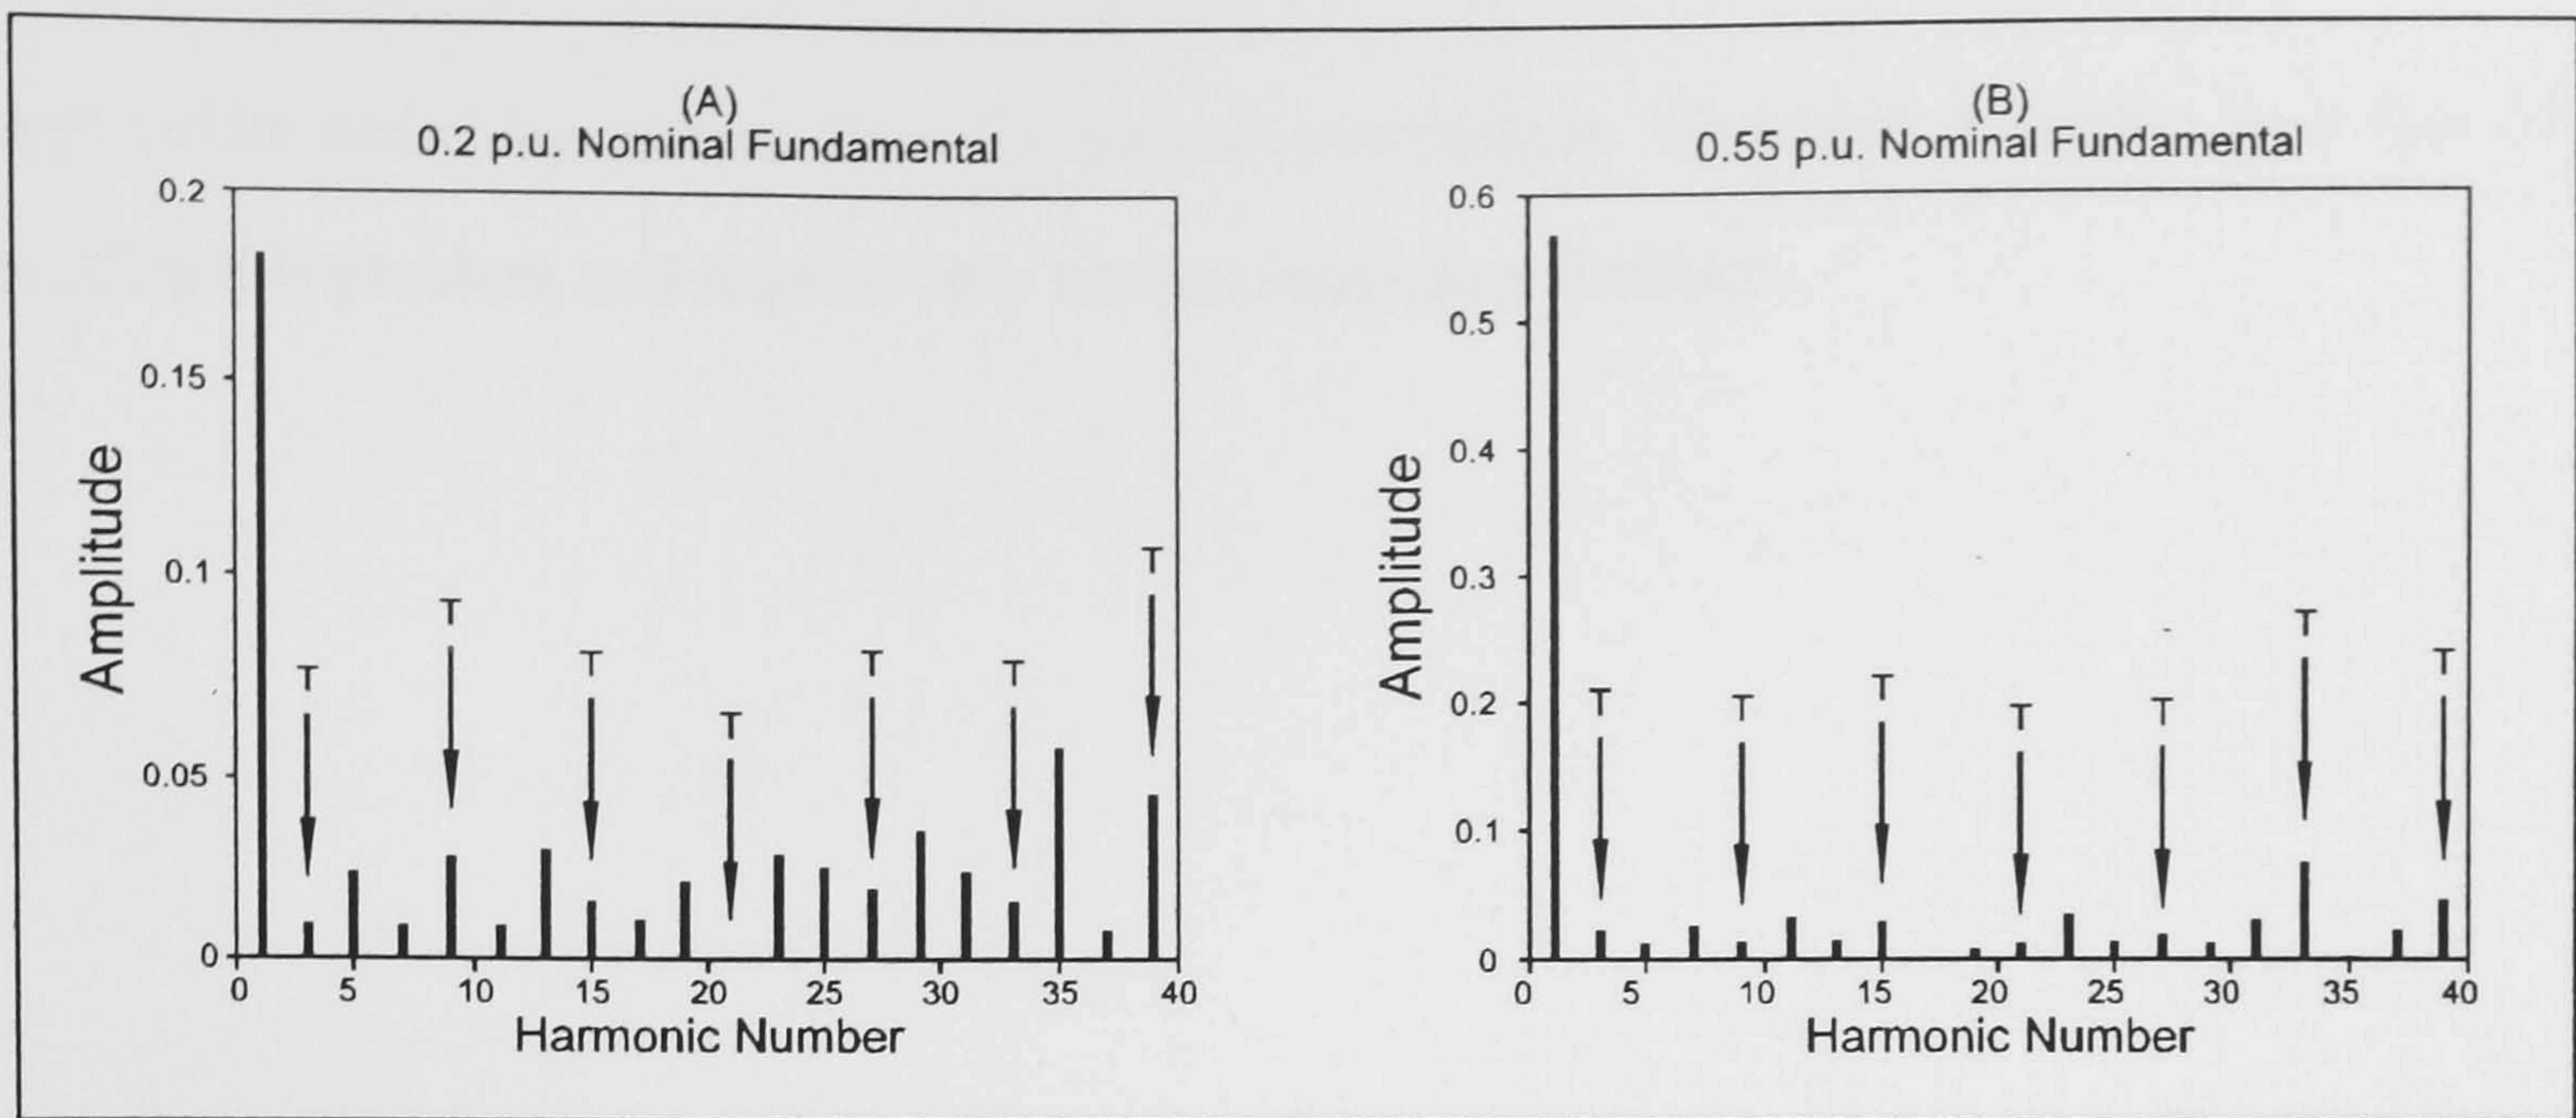 (A)
0.2 p.u. Nominal Fundamental
0.2
0.15
0.1
0.05
0
Amplitude
T
T
T
T
T
T
T
0 5 10 15 20 25 30 35 40
Harmonic Number
(B)
0.55 p.u. Nominal Fundamental
0.6
0.5
0.4
0.3
0.2
0.1
0
Amplitude
T
T
T
T
T
T
T
0 5 10 15 20 25 30 35 40
Harmonic Number